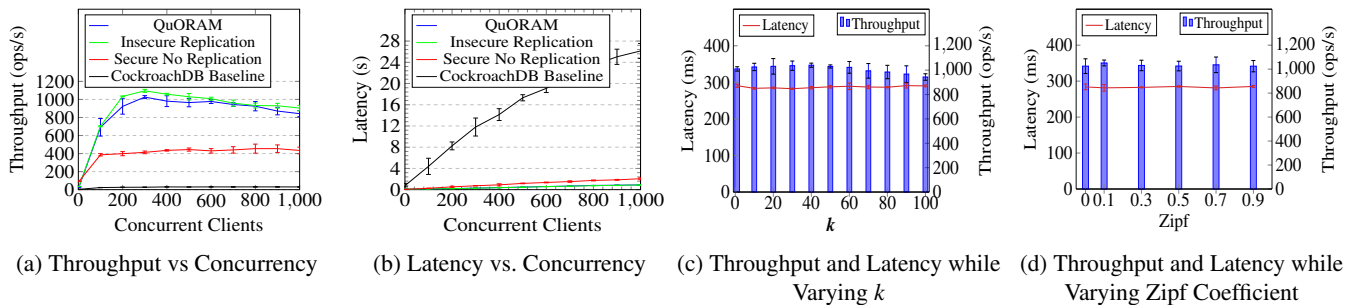 QuORAM
Insecure Replication
Secure No Replication
CockroachDB Baseline
Throughput (ops/s)
1200
1000
800
600
400
200
0
0 200 400 600 800 1,000
Concurrent Clients
(a) Throughput vs Concurrency
QuORAM
Insecure Replication
Secure No Replication
CockroachDB Baseline
Latency (s)
28
24
20
16
12
8
4
0
0 200 400 600 800 1,000
Concurrent Clients
(b) Latency vs. Concurrency
Latency
Throughput
Latency (ms)
400
300
200
100
0
Throughput (ops/s)
1,200
1,000
800
600
400
200
0
0 20 40 60 80 100
k
(c) Throughput and Latency while
Varying k
Latency
Throughput
Latency (ms)
400
300
200
100
0
Throughput (ops/s)
1,200
1,000
800
600
400
200
0
0 0.1 0.3 0.5 0.7 0.9
Zipf
(d) Throughput and Latency while
Varying Zipf Coefficient